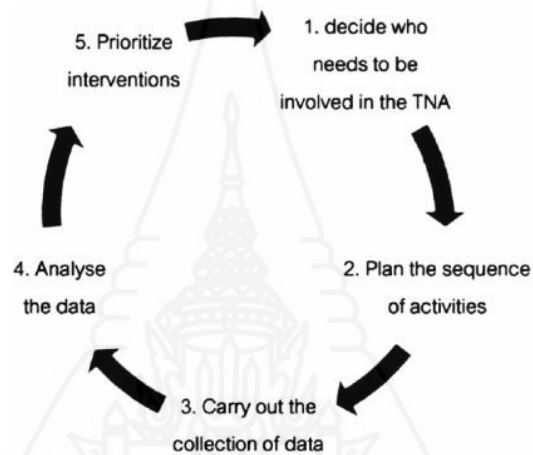 1. decide who
needs to be
involved in the TNA
2. Plan the sequence
of activities
3. Carry out the
collection of data
4. Analyse
the data
5. Prioritize
interventions